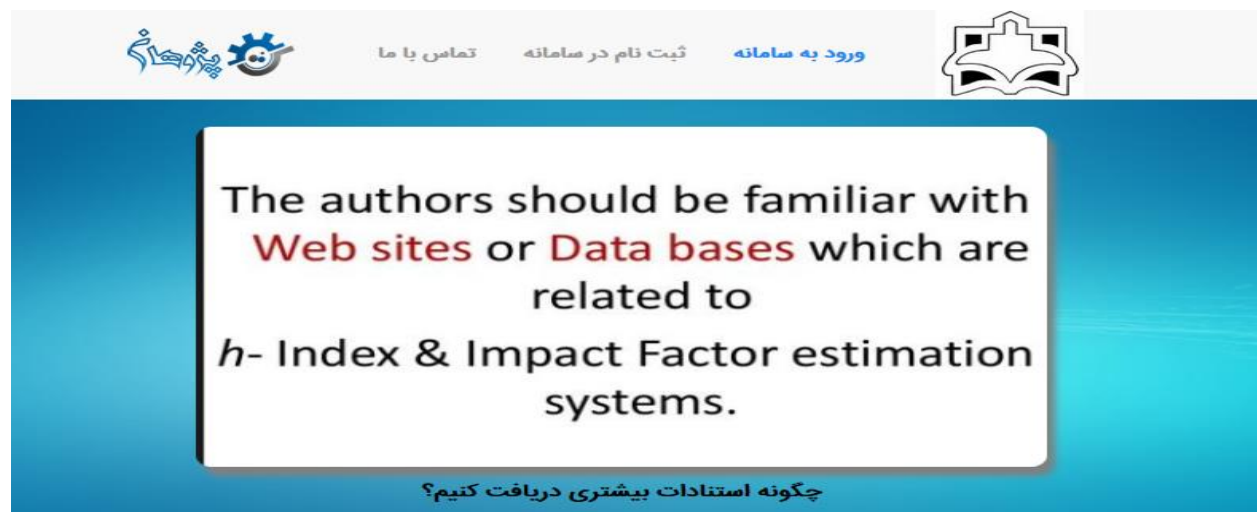 ورود به سامانه ثبت نام در سامانه تماس با ما پژوهان
The authors should be familiar with
Web sites or Data bases which are
related to
h- Index & Impact Factor estimation
systems.
چگونه استنادات بیشتری دریافت کنیم؟